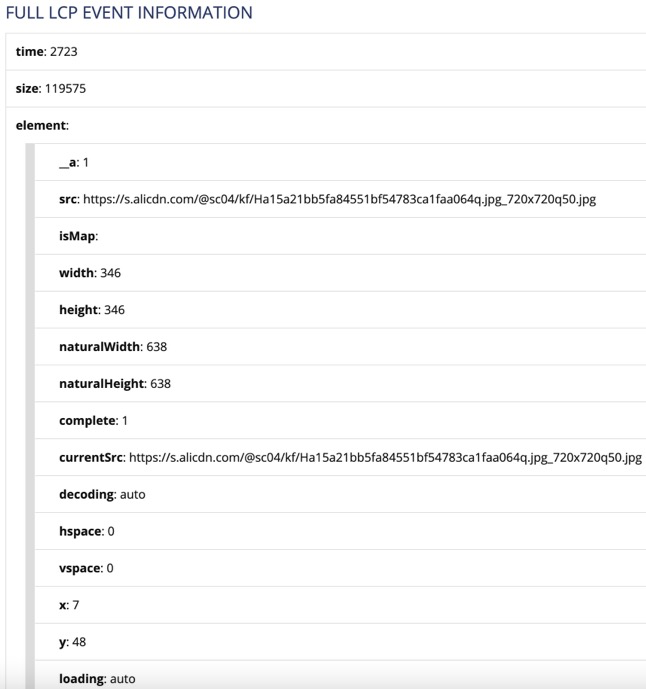 FULL LCP EVENT INFORMATION
time: 2723
size: 119575
element:
__a: 1
src: https://s.alicdn.com/@sc04/kf/Ha15a21bb5fa84551bf54783ca1faa064q.jpg_720x720q50.jpg
isMap:
width: 346
height: 346
naturalWidth: 638
naturalHeight: 638
complete: 1
currentSrc: https://s.alicdn.com/@sc04/kf/Ha15a21bb5fa84551bf54783ca1faa064q.jpg_720x720q50.jpg
decoding: auto
hspace: 0
vspace: 0
x: 7
y: 48
loading: auto